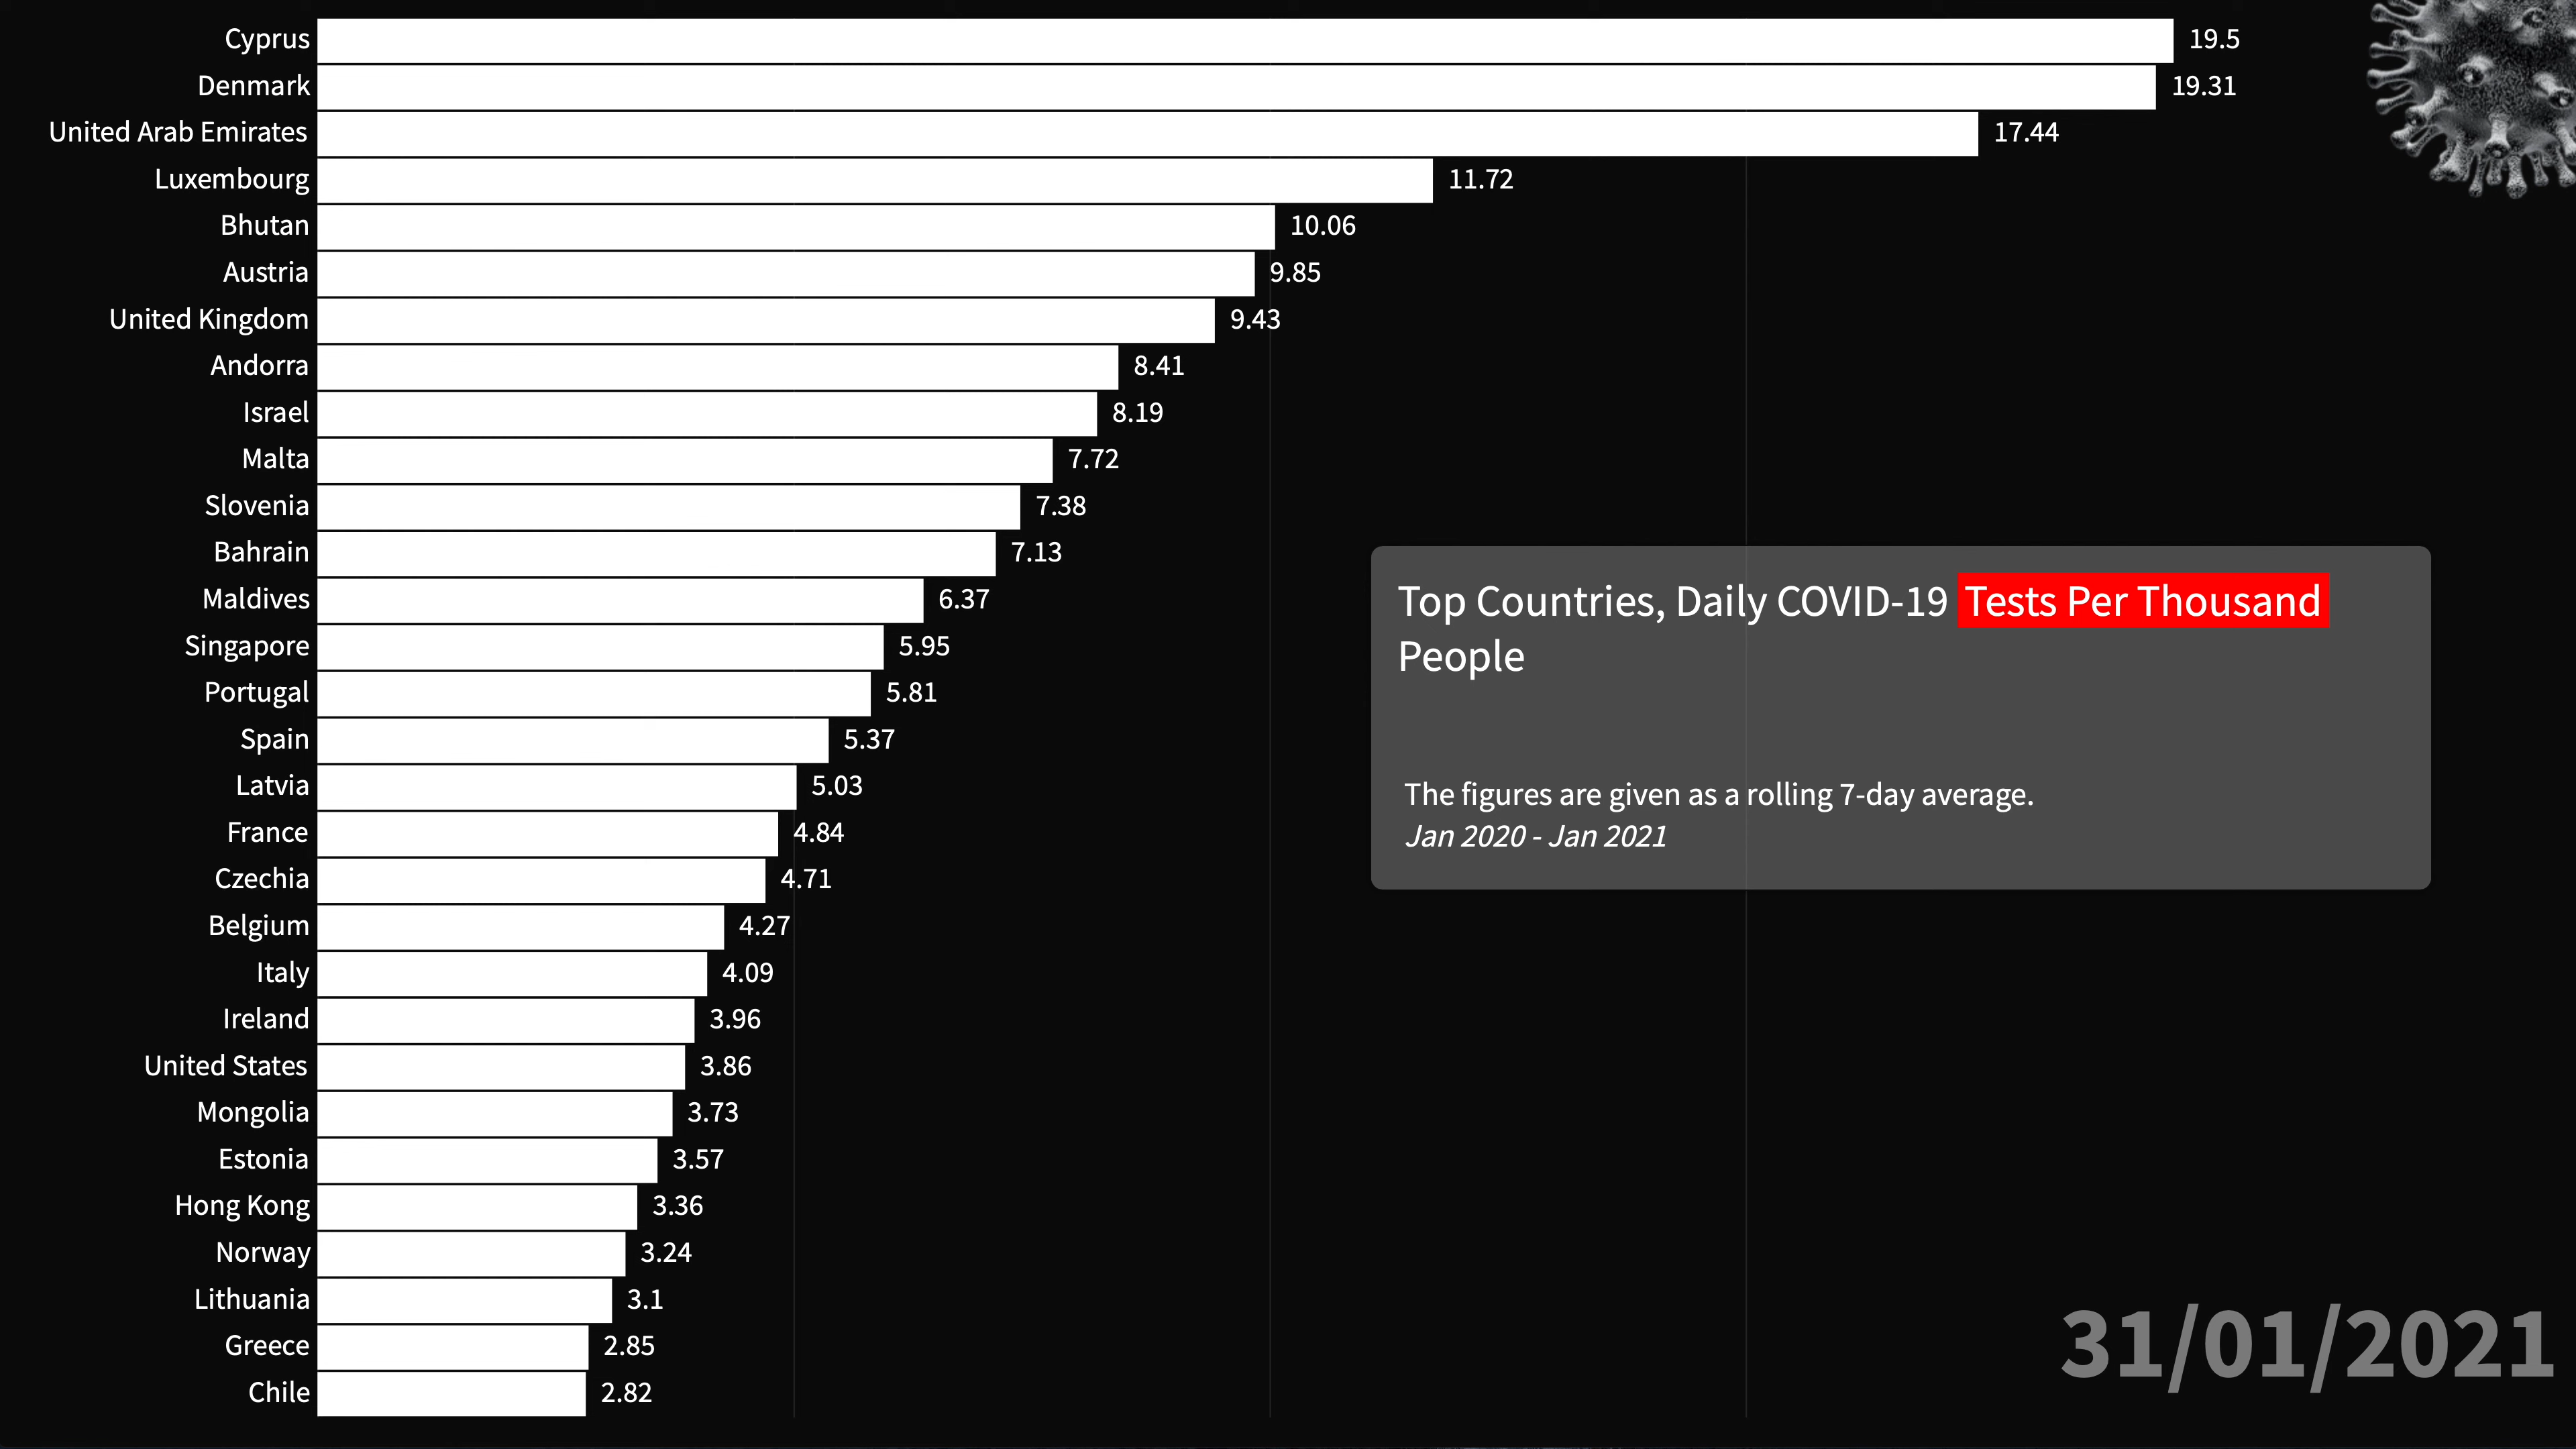 Cyprus 19.5
Denmark 19.31
United Arab Emirates 17.44
Luxembourg 11.72
Bhutan 10.06
Austria 9.85
United Kingdom 9.43
Andorra 8.41
Israel 8.19
Malta 7.72
Slovenia 7.38
Bahrain 7.13
Maldives 6.37
Singapore 5.95
Portugal 5.81
Spain 5.37
Latvia 5.03
France 4.84
Czechia 4.71
Belgium 4.27
Italy 4.09
Ireland 3.96
United States 3.86
Mongolia 3.73
Estonia 3.57
Hong Kong 3.36
Norway 3.24
Lithuania 3.1
Greece 2.85
Chile 2.82
Top Countries, Daily COVID-19 Tests Per Thousand
People
The figures are given as a rolling 7-day average.
Jan 2020 - Jan 2021
31/01/2021